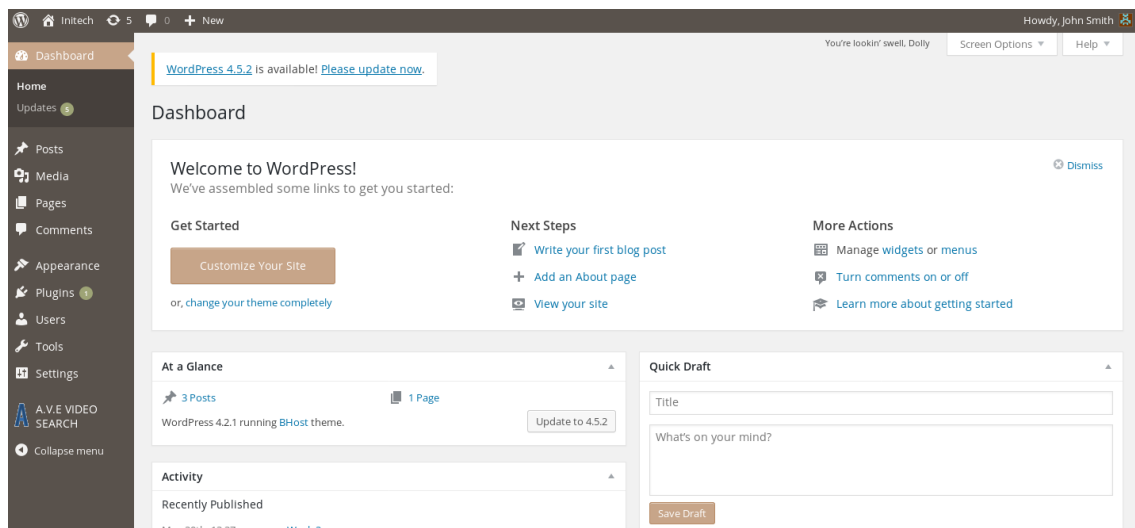 Initech 5 0 + New Howdy, John Smith
You're lookin' swell, Dolly Screen Options Help
Dashboard
Home
Updates 5
Posts
Media
Pages
Comments
Appearance
Plugins 1
Users
Tools
Settings
A.V.E VIDEO
SEARCH
Collapse menu
WordPress 4.5.2 is available! Please update now.
Dashboard
Welcome to WordPress!
We've assembled some links to get you started:
Dismiss
Get Started
Customize Your Site
or, change your theme completely
Next Steps
Write your first blog post
Add an About page
View your site
More Actions
Manage widgets or menus
Turn comments on or off
Learn more about getting started
At a Glance
3 Posts 1 Page
WordPress 4.2.1 running BHost theme. Update to 4.5.2
Activity
Recently Published
Quick Draft
Title
What's on your mind?
Save Draft